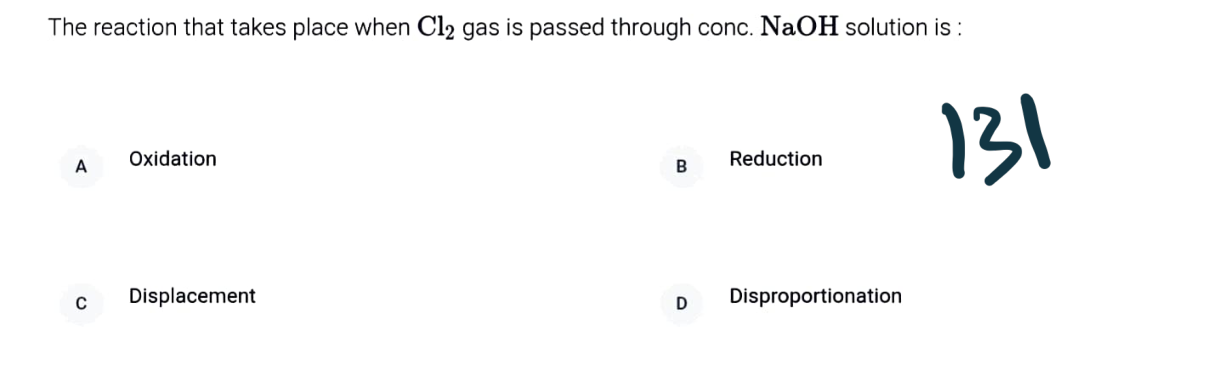 The reaction that takes place when Cl₂ gas is passed through conc. NaOH solution is :
131
A Oxidation
B Reduction
C Displacement
D Disproportionation